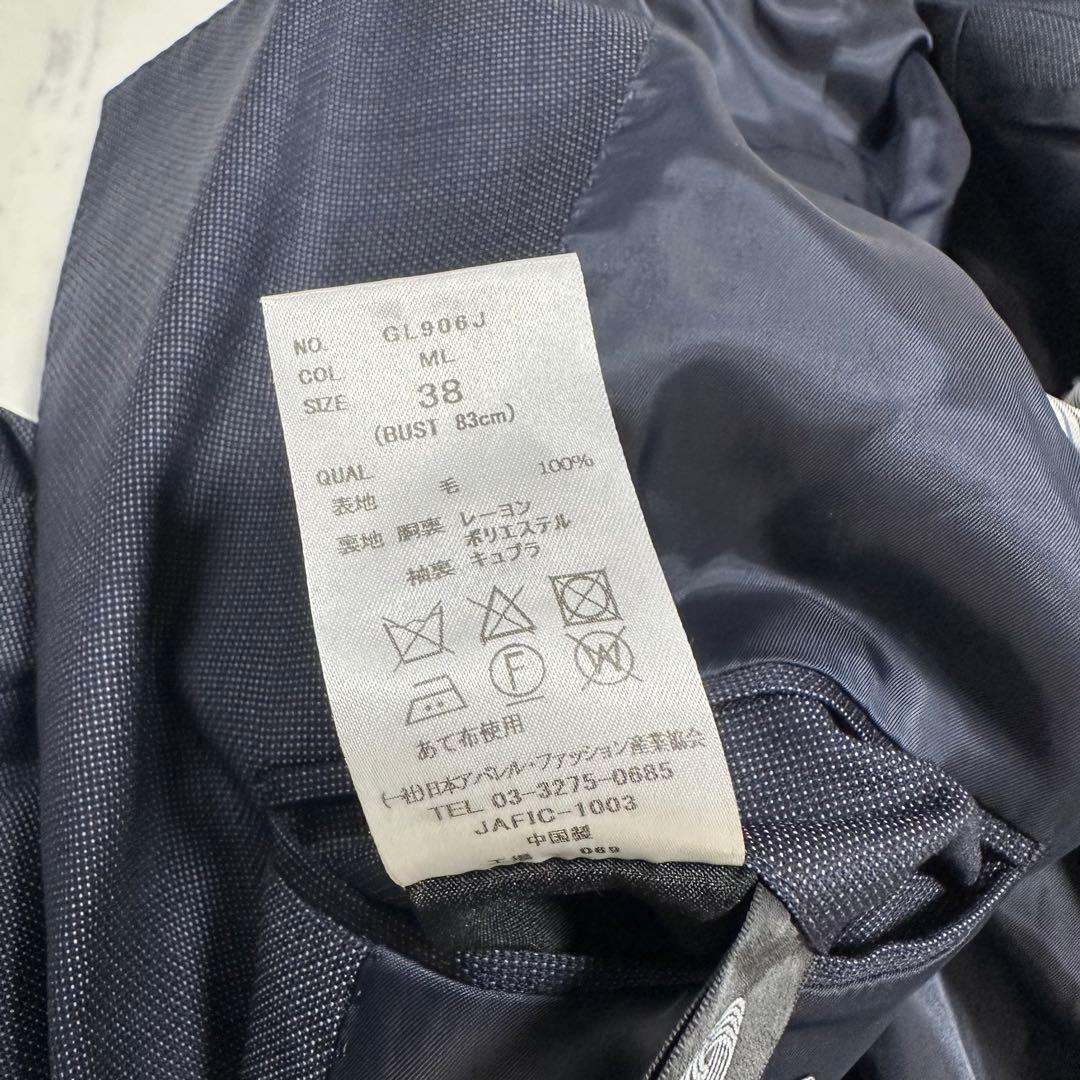 NO. GL906J
COL. ML
SIZE 38
(BUST 83cm)
QUAL.
表地 毛 100%
裏地 胴裏 レーヨン
ポリエステル
袖裏 キュプラ
F W
あて布使用
(一社)日本アパレル・ファッション産業協会
TEL 03-3275-0685
JAFIC-1003
中国製
工場 069